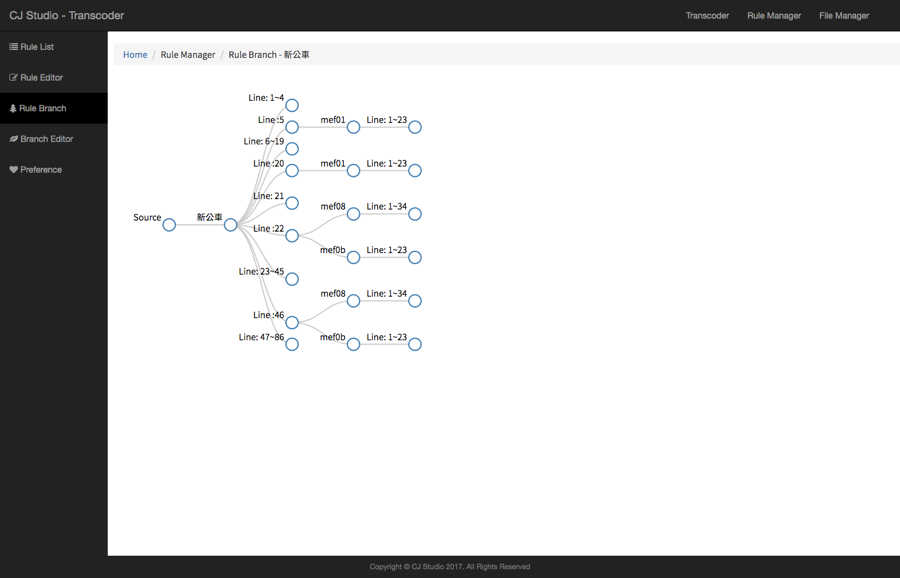 CJ Studio - Transcoder
Transcoder
Rule Manager
File Manager
Rule List
Rule Editor
Rule Branch
Branch Editor
Preference
Home / Rule Manager / Rule Branch - 新公車
Line: 1~4
Line :5
mef01
Line: 1~23
Line: 6~19
Line :20
mef01
Line: 1~23
Line: 21
mef08
Line: 1~34
Source
新公車
Line :22
mef0b
Line: 1~23
Line: 23~45
mef08
Line: 1~34
Line :46
Line: 47~86
mef0b
Line: 1~23
Copyright © CJ Studio 2017. All Rights Reserved